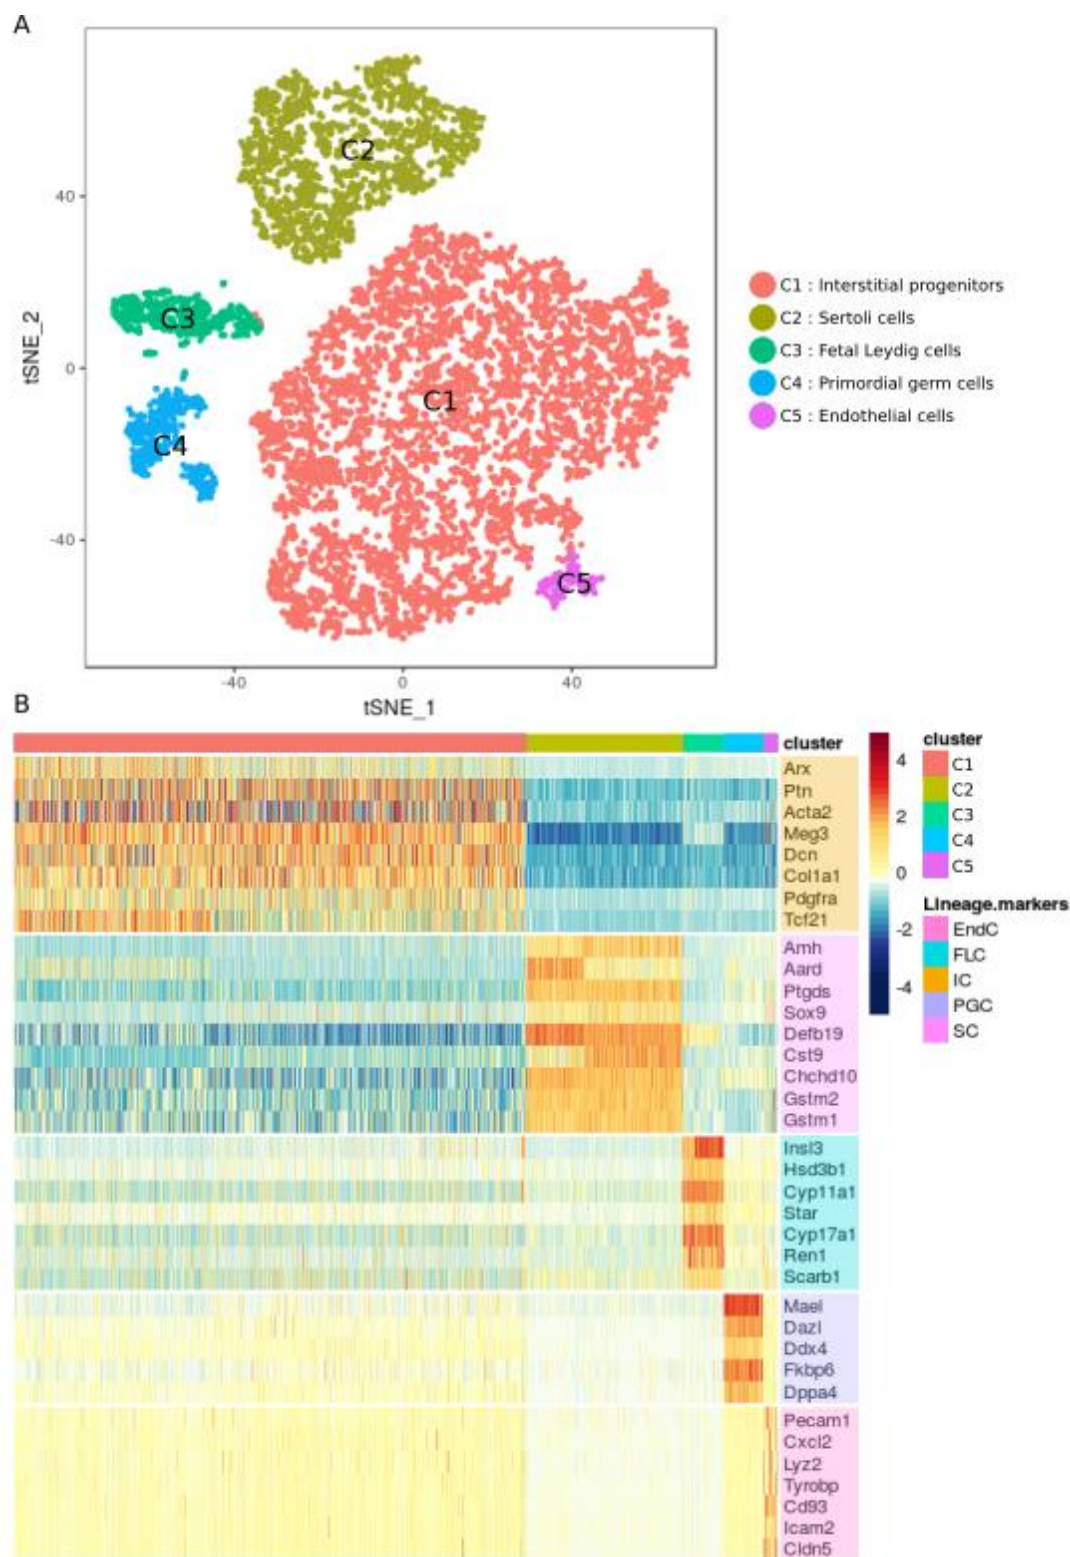 A
C2
40
C3
0
C1
C4
-40
C5
-40
0
40
tSNE_2
tSNE_1
C1 : Interstitial progenitors
C2 : Sertoli cells
C3 : Fetal Leydig cells
C4 : Primordial germ cells
C5 : Endothelial cells
B
cluster
Arx
Ptn
Acta2
Meg3
Dcn
Col1a1
Pdgfra
Tcf21
Amh
Aard
Ptgds
Sox9
Defb19
Cst9
Chchd10
Gstm2
Gstm1
Insl3
Hsd3b1
Cyp11a1
Star
Cyp17a1
Ren1
Scarb1
Mael
Dazl
Ddx4
Fkbp6
Dppa4
Pecam1
Cxcl2
Lyz2
Tyrobp
Cd93
Icam2
Cldn5
4
2
0
-2
-4
cluster
C1
C2
C3
C4
C5
Lineage.markers
EndC
FLC
IC
PGC
SC